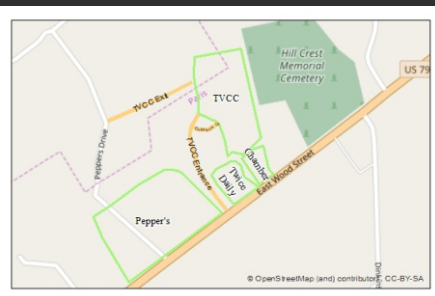 Hill Crest
Memorial
Cemetery
US 79
TVCC
TVCC Exit
Paris
Peppers Drive
TVCC Entrance
Chamber
Twice
Daily
East Wood Street
Pepper's
© OpenStreetMap (and) contributors, CC-BY-SA